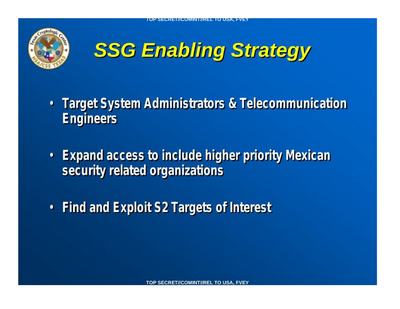 TOP SECRET//COMINT//REL TO USA, FVEY
SSG Enabling Strategy
• Target System Administrators & Telecommunication
Engineers
• Expand access to include higher priority Mexican
security related organizations
• Find and Exploit S2 Targets of Interest
TOP SECRET//COMINT//REL TO USA, FVEY